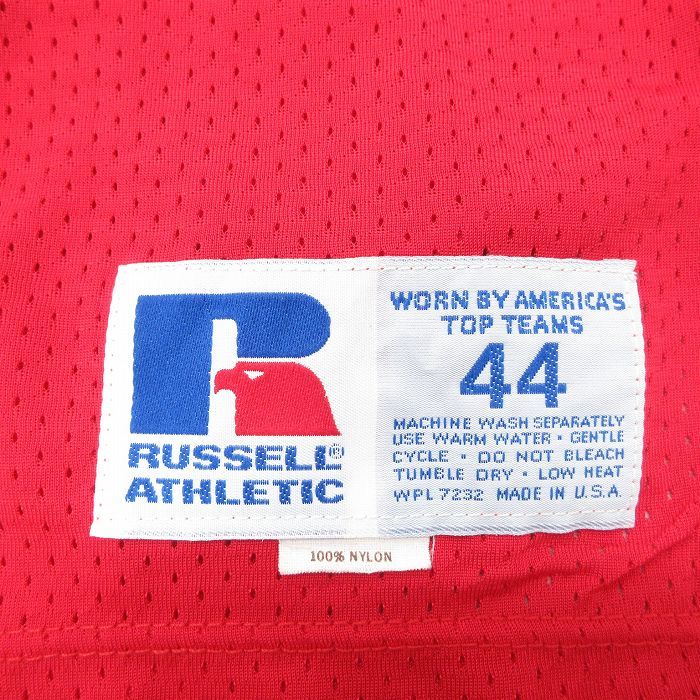 R
RUSSELL®
ATHLETIC
WORN BY AMERICA'S
TOP TEAMS
44
MACHINE WASH SEPARATELY
USE WARM WATER · GENTLE
CYCLE · DO NOT BLEACH
TUMBLE DRY · LOW HEAT
WPL 7232 MADE IN U.S.A
100% NYLON